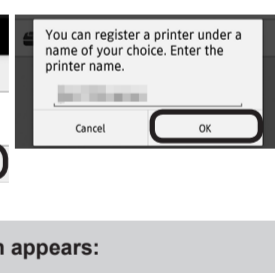 You can register a printer under a
name of your choice. Enter the
printer name.
Cancel
OK
appears: